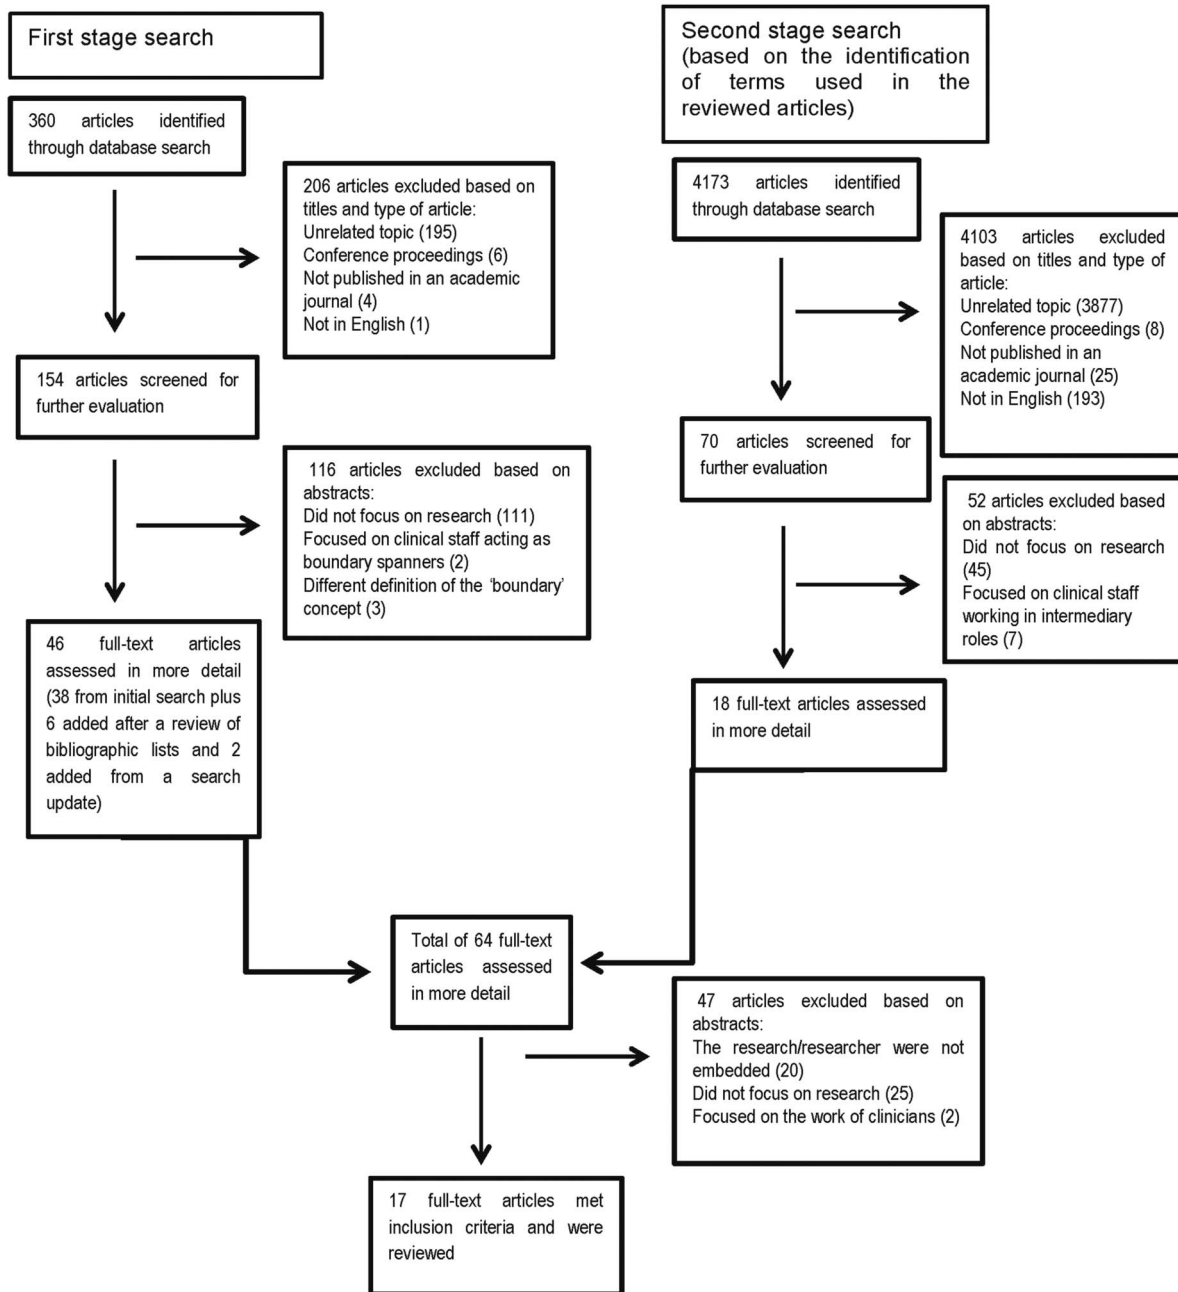 First stage search
360 articles identified
through database search
206 articles excluded based on
titles and type of article:
Unrelated topic (195)
Conference proceedings (6)
Not published in an academic
journal (4)
Not in English (1)
154 articles screened for
further evaluation
116 articles excluded based on
abstracts:
Did not focus on research (111)
Focused on clinical staff acting as
boundary spanners (2)
Different definition of the ‘boundary’
concept (3)
46 full-text articles
assessed in more detail
(38 from initial search plus
6 added after a review of
bibliographic lists and 2
added from a search
update)
Second stage search
(based on the identification
of terms used in the
reviewed articles)
4173 articles identified
through database search
4103 articles excluded
based on titles and type of
article:
Unrelated topic (3877)
Conference proceedings (8)
Not published in an
academic journal (25)
Not in English (193)
70 articles screened for
further evaluation
52 articles excluded based
on abstracts:
Did not focus on research
(45)
Focused on clinical staff
working in intermediary
roles (7)
18 full-text articles assessed
in more detail
Total of 64 full-text
articles assessed
in more detail
47 articles excluded based on
abstracts:
The research/researcher were not
embedded (20)
Did not focus on research (25)
Focused on the work of clinicians (2)
17 full-text articles met
inclusion criteria and were
reviewed